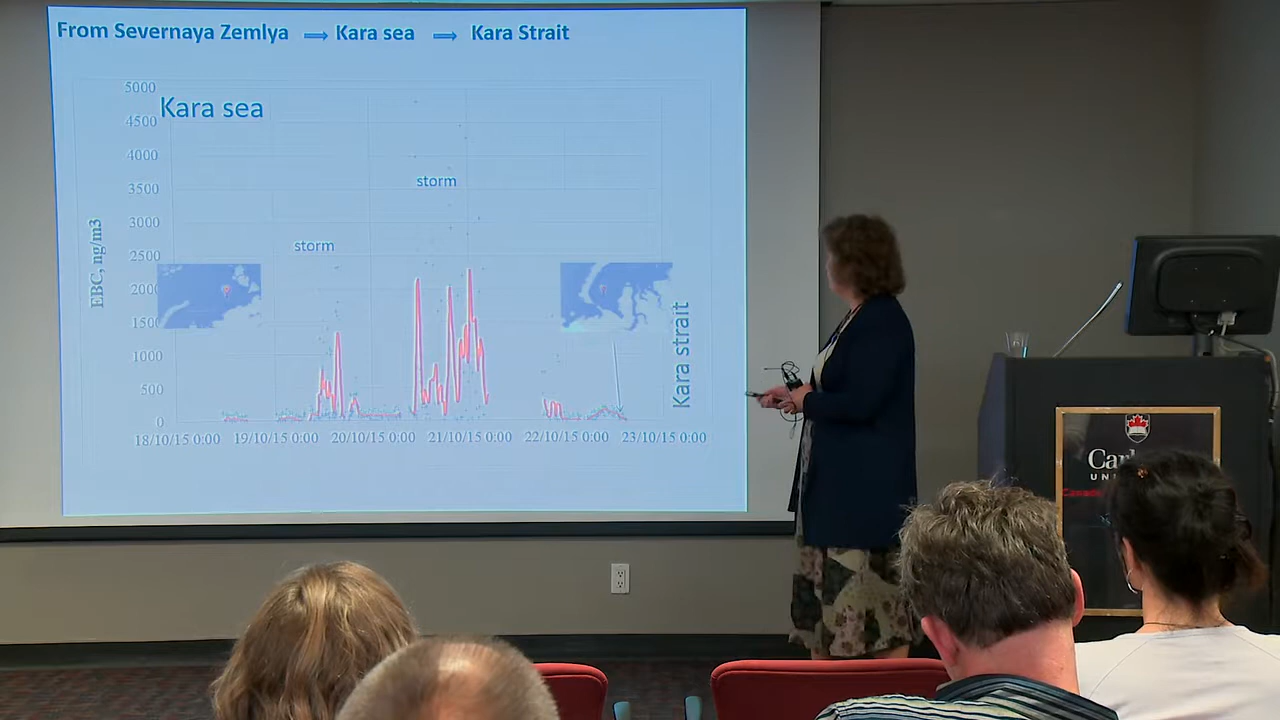 From Severnaya Zemlya ⟹ Kara sea ⟹ Kara Strait
5000
Kara sea
4500
4000
3500
storm
3000
storm
2500
EBC, ng/m3
1000
500
0
Kara strait
18/10/15 0:00 19/10/15 0:00 20/10/15 0:00 21/10/15 0:00 22/10/15 0:00 23/10/15 0:00